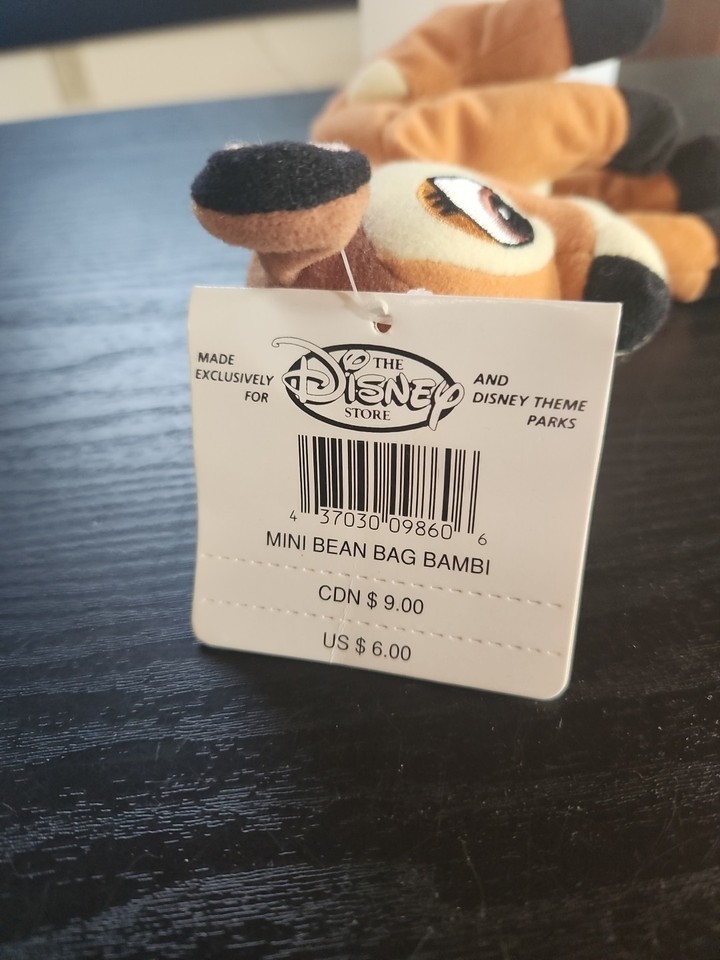 MADE
EXCLUSIVELY
FOR
THE
DISNEY
STORE
AND
DISNEY THEME
PARKS
4 37030 09860 6
MINI BEAN BAG BAMBI
CDN $ 9.00
US $ 6.00